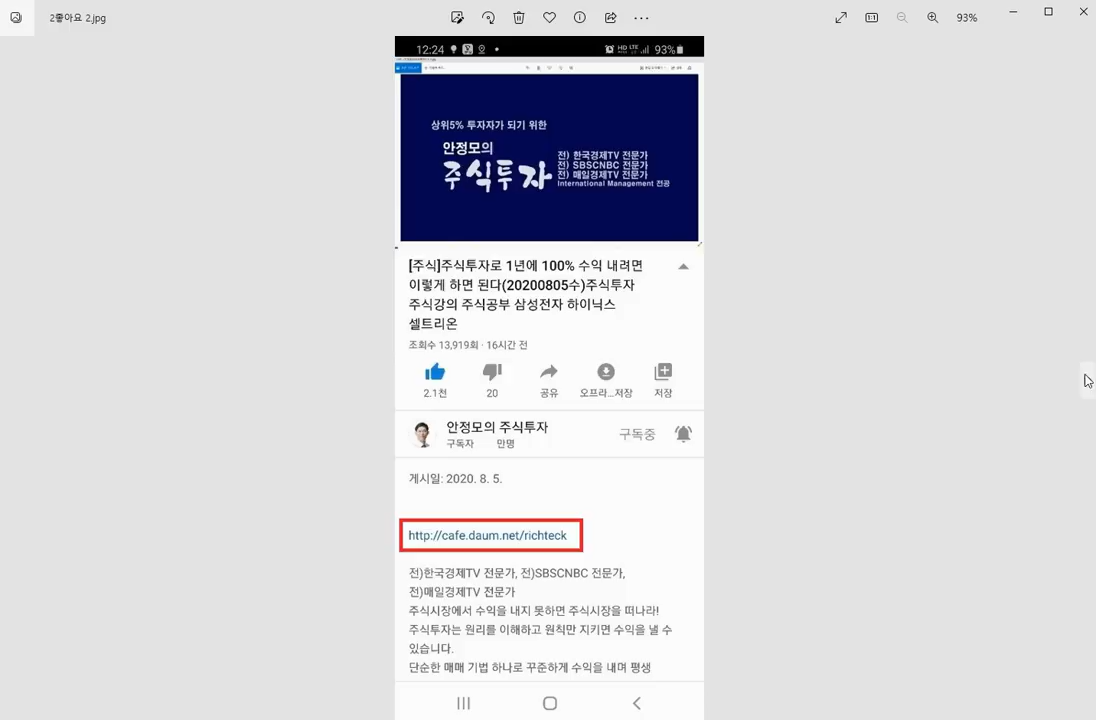 2좋아요 2.jpg
93%
12:24
HD LTE
93%
상위5% 투자자가 되기 위한
안정모의
주식투자
전) 한국경제TV 전문가
전) SBSCNBC 전문가
전) 매일경제TV 전문가
International Management 전공
[주식]주식투자로 1년에 100% 수익 내려면
이렇게 하면 된다(20200805수)주식투자
주식강의 주식공부 삼성전자 하이닉스
셀트리온
조회수 13,919회 · 16시간 전
2.1천 20 공유 오프라...저장 저장
안정모의 주식투자
구독자 만명
구독중
게시일: 2020. 8. 5.
http://cafe.daum.net/richteck
전)한국경제TV 전문가, 전)SBSCNBC 전문가,
전)매일경제TV 전문가
주식시장에서 수익을 내지 못하면 주식시장을 떠나라!
주식투자는 원리를 이해하고 원칙만 지키면 수익을 낼 수
있습니다.
단순한 매매 기법 하나로 꾸준하게 수익을 내며 평생